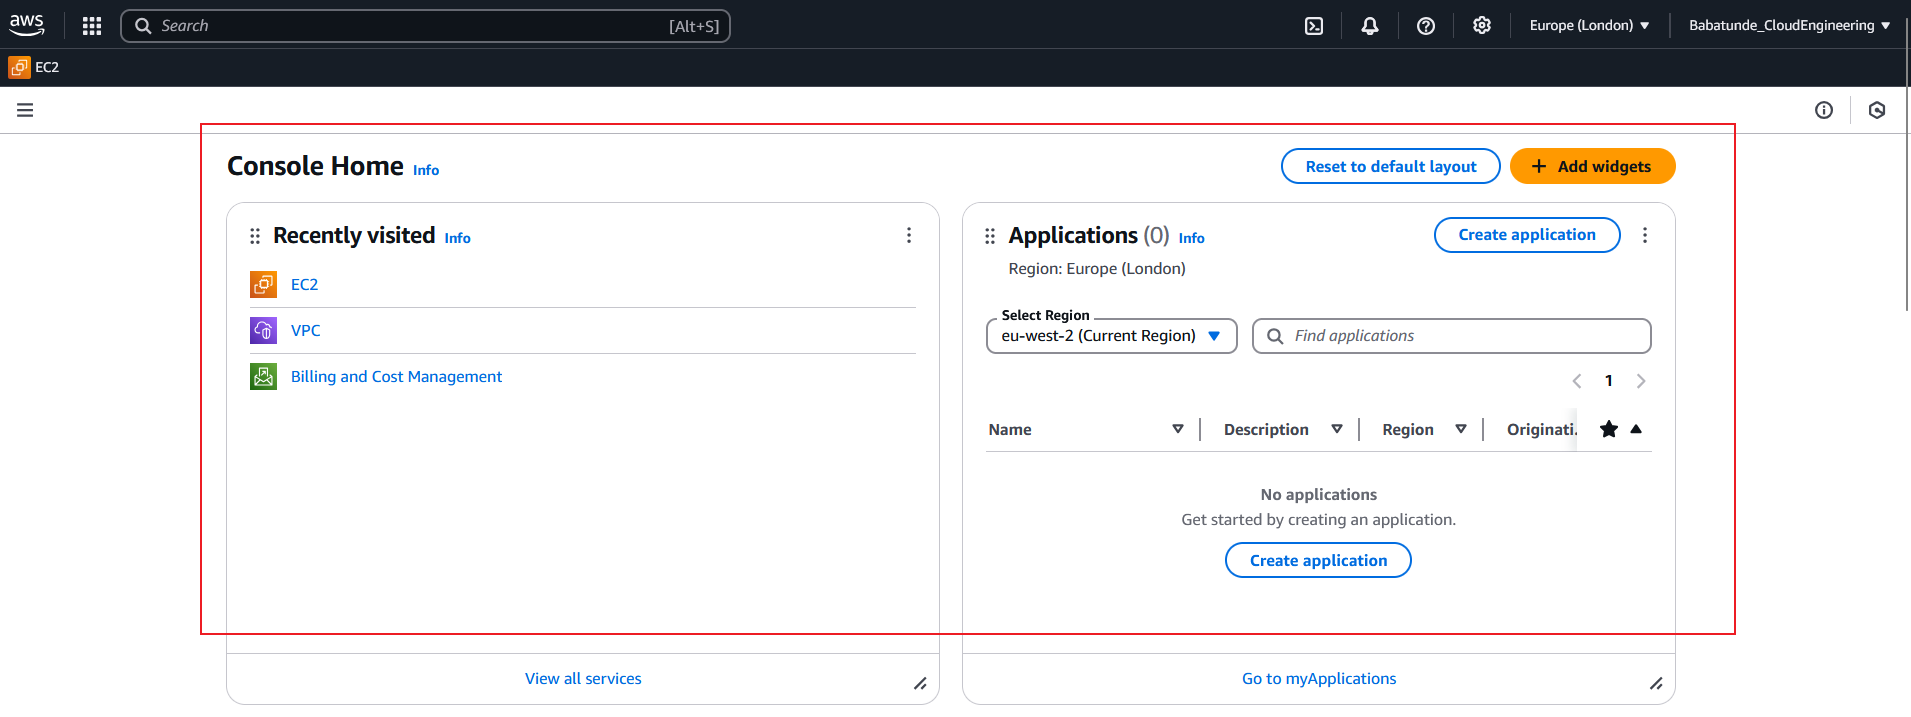 aws
Search [Alt+S]
Europe (London)
Babatunde_CloudEngineering
EC2
Console Home Info
Reset to default layout
Add widgets
Recently visited Info
EC2
VPC
Billing and Cost Management
View all services
Applications (0) Info
Create application
Region: Europe (London)
Select Region
eu-west-2 (Current Region)
Find applications
1
Name Description Region Originati.
No applications
Get started by creating an application.
Create application
Go to myApplications